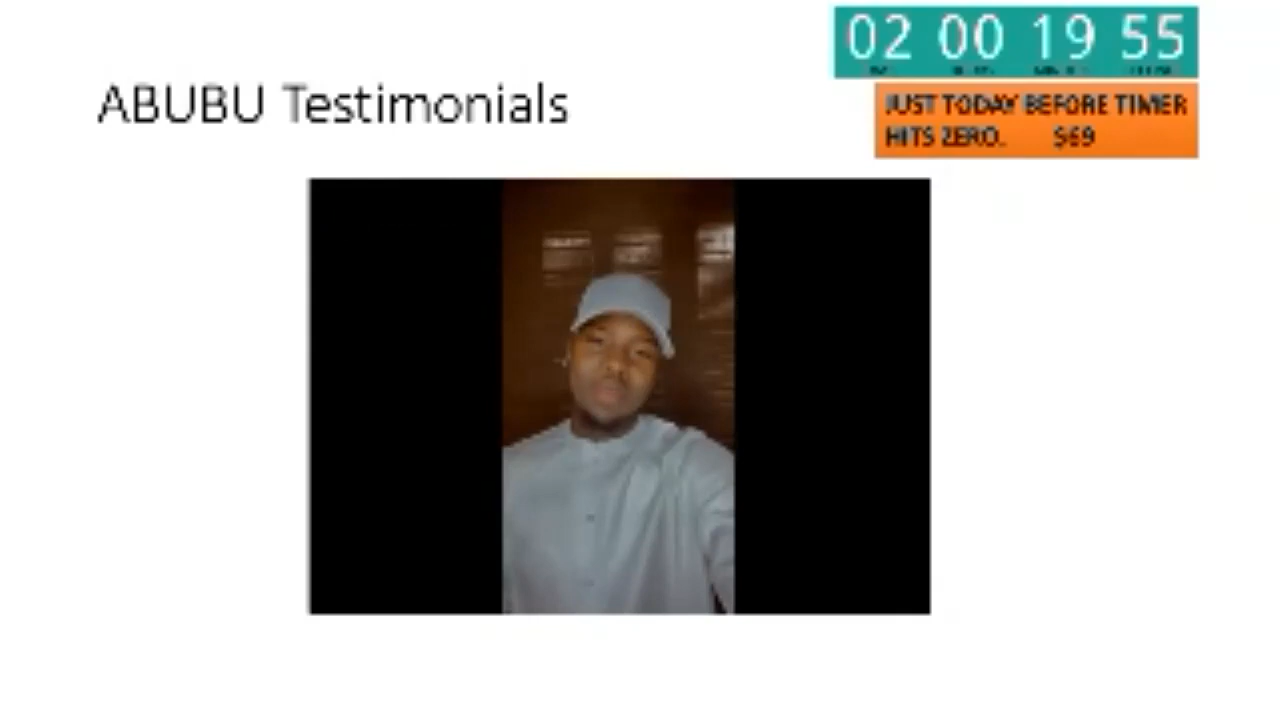 02 00 19 55
ABUBU Testimonials
JUST TODAY BEFORE TIMER
HITS ZERO. $69